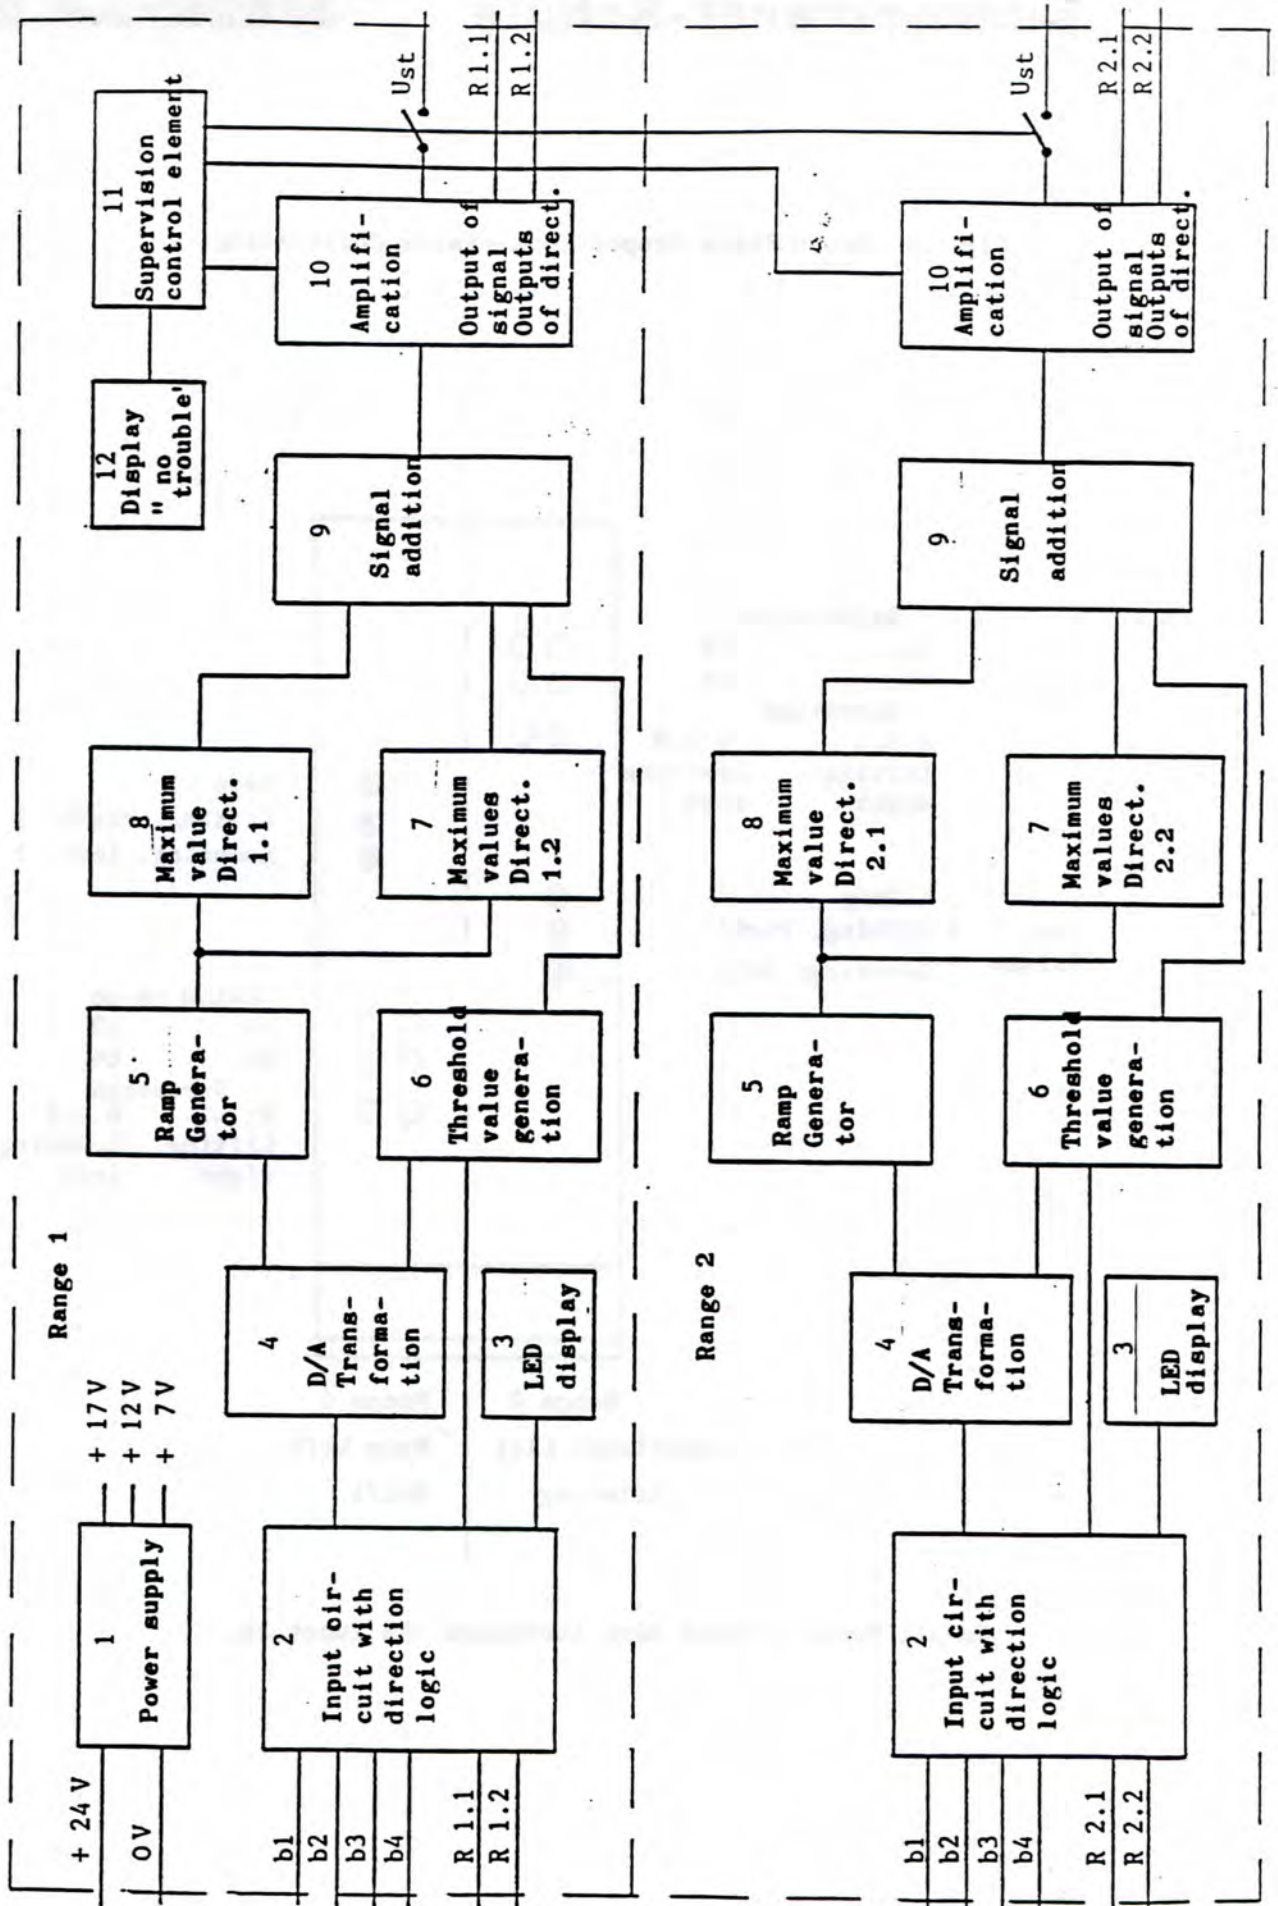 + 24 V
0 V
1
Power supply
+ 17 V
+ 12 V
+ 7 V
Range 1
b1
b2
b3
b4
R 1.1
R 1.2
2
Input cir-
cuit with
direction
logic
4
D/A
Trans-
forma-
tion
3
LED
display
5
Ramp
Genera-
tor
6
Threshold
value
genera-
tion
8
Maximum
value
Direct.
1.1
7
Maximum
values
Direct.
1.2
9
Signal
addition
12
Display
" no
trouble'
11
Supervision
control element
10
Amplifi-
cation
Output of
signal
Outputs
of direct.
Ust
R 1.1
R 1.2
Range 2
b1
b2
b3
b4
R 2.1
R 2.2
2
Input cir-
cuit with
direction
logic
4
D/A
Trans-
forma-
tion
3
LED
display
5
Ramp
Genera-
tor
6
Threshold
value
genera-
tion
8
Maximum
value
Direct.
2.1
7
Maximum
values
Direct.
2.2
9
Signal
addition
10
Amplifi-
cation
Output of
signal
Outputs
of direct.
Ust
R 2.1
R 2.2